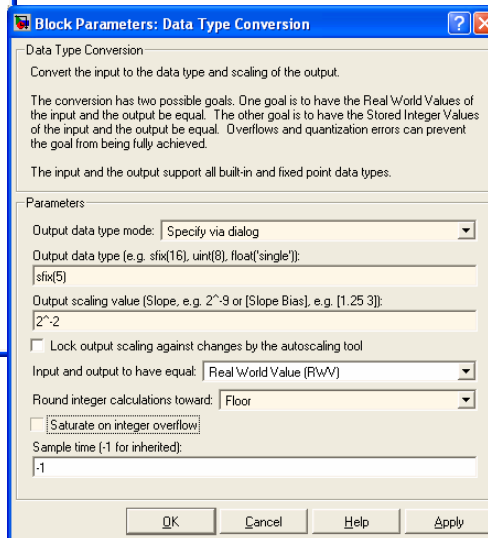 Block Parameters: Data Type Conversion
Data Type Conversion
Convert the input to the data type and scaling of the output.
The conversion has two possible goals. One goal is to have the Real World Values of
the input and the output be equal. The other goal is to have the Stored Integer Values
of the input and the output be equal. Overflows and quantization errors can prevent
the goal from being fully achieved.
The input and the output support all built-in and fixed point data types.
Parameters
Output data type mode: Specify via dialog
Output data type (e.g. sfix(16), uint(8), float('single')):
sfix(5)
Output scaling value (Slope, e.g. 2^-9 or [Slope Bias], e.g. [1.25 3]):
2^-2
Lock output scaling against changes by the autoscaling tool
Input and output to have equal: Real World Value (RWV)
Round integer calculations toward: Floor
Saturate on integer overflow
Sample time (-1 for inherited):
-1
OK Cancel Help Apply